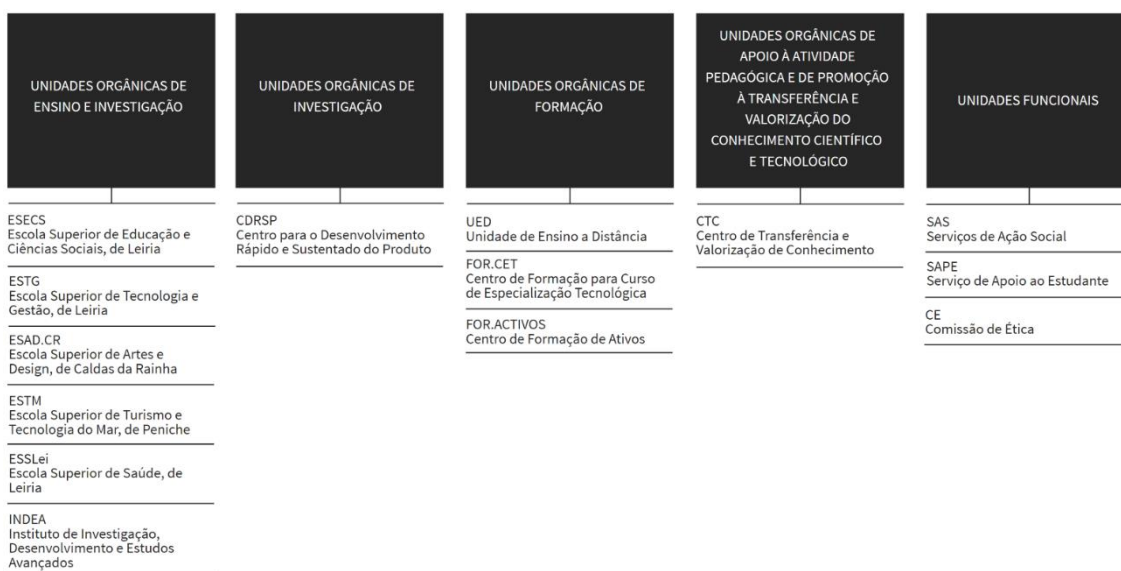 UNIDADES ORGÂNICAS DE
ENSINO E INVESTIGAÇÃO
ESECS
Escola Superior de Educação e
Ciências Sociais, de Leiria
ESTG
Escola Superior de Tecnologia e
Gestão, de Leiria
ESAD.CR
Escola Superior de Artes e
Design, de Caldas da Rainha
ESTM
Escola Superior de Turismo e
Tecnologia do Mar, de Peniche
ESSLei
Escola Superior de Saúde, de
Leiria
INDEA
Instituto de Investigação,
Desenvolvimento e Estudos
Avançados
UNIDADES ORGÂNICAS DE
INVESTIGAÇÃO
CDRSP
Centro para o Desenvolvimento
Rápido e Sustentado do Produto
UNIDADES ORGÂNICAS DE
FORMAÇÃO
UED
Unidade de Ensino a Distância
FOR.CET
Centro de Formação para Curso
de Especialização Tecnológica
FOR.ACTIVOS
Centro de Formação de Ativos
UNIDADES ORGÂNICAS DE
APOIO À ATIVIDADE
PEDAGÓGICA E DE PROMOÇÃO
À TRANSFERÊNCIA E
VALORIZAÇÃO DO
CONHECIMENTO CIENTÍFICO
E TECNOLÓGICO
CTC
Centro de Transferência e
Valorização de Conhecimento
UNIDADES FUNCIONAIS
SAS
Serviços de Ação Social
SAPE
Serviço de Apoio ao Estudante
CE
Comissão de Ética